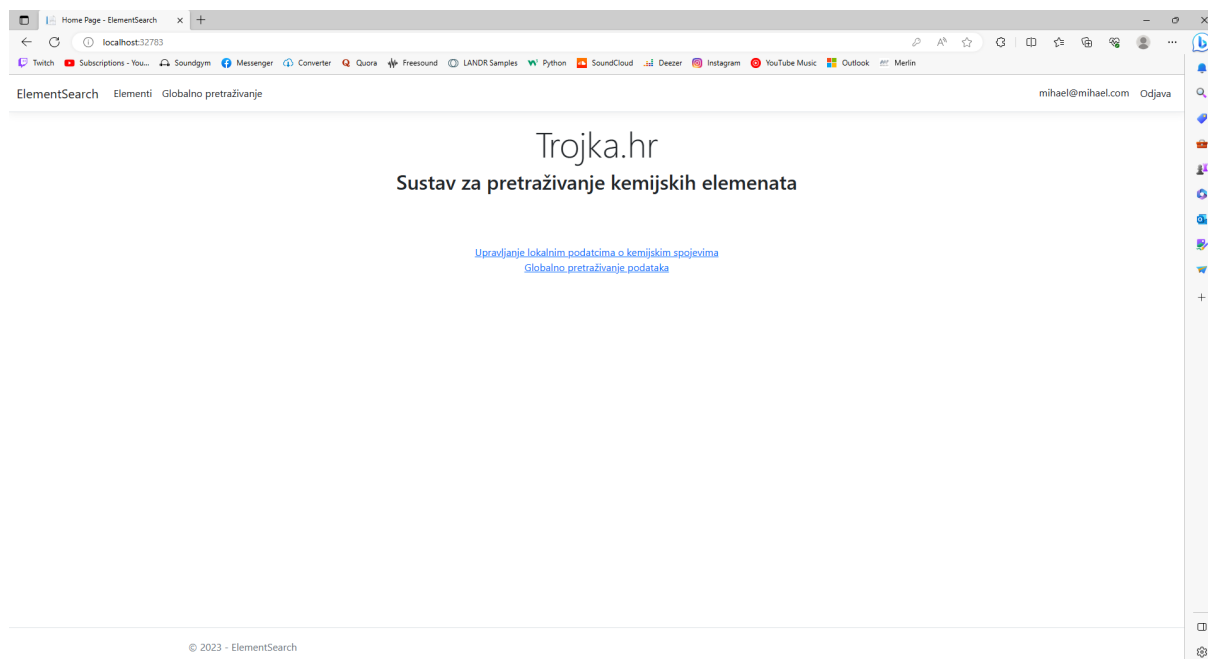 Home Page - ElementSearch
localhost:32783
Twitch Subscriptions - You... Soundgym Messenger Converter Quora Freesound LANDR Samples Python SoundCloud Deezer Instagram YouTube Music Outlook Merlin
ElementSearch Elementi Globalno pretraživanje mihael@mihael.com Odjava
Trojka.hr
Sustav za pretraživanje kemijskih elemenata
Upravljanje lokalnim podatcima o kemijskim spojevima
Globalno pretraživanje podataka
© 2023 - ElementSearch